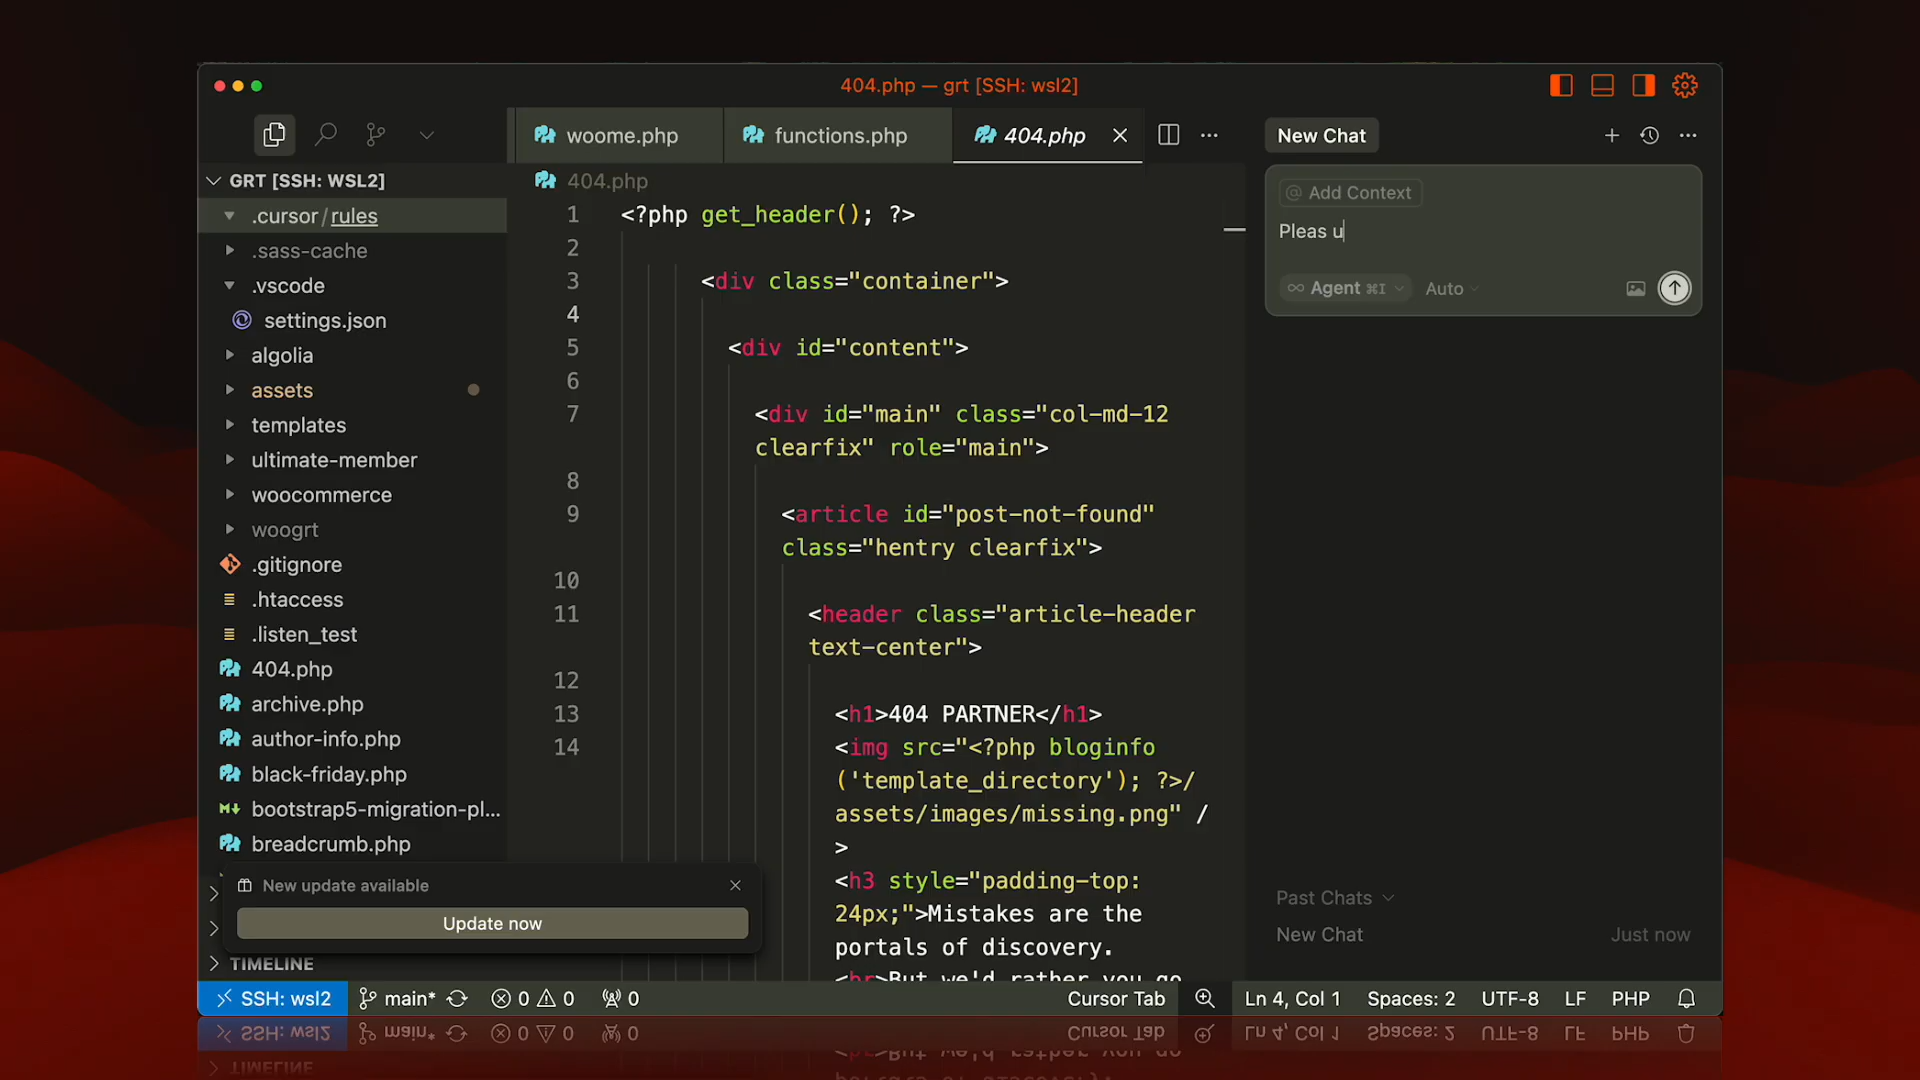 404.php — grt [SSH: wsl2]
woome.php
functions.php
404.php
New Chat
GRT [SSH: WSL2]
.cursor/rules
.sass-cache
.vscode
settings.json
algolia
assets
templates
ultimate-member
woocommerce
woogrt
.gitignore
.htaccess
.listen_test
404.php
archive.php
author-info.php
black-friday.php
bootstrap5-migration-pl...
breadcrumb.php
New update available
Update now
TIMELINE
404.php
1 <?php get_header(); ?>
2
3 <div class="container">
4
5 <div id="content">
6
7 <div id="main" class="col-md-12
clearfix" role="main">
8
9 <article id="post-not-found"
class="hentry clearfix">
10
11 <header class="article-header
text-center">
12
13 <h1>404 PARTNER</h1>
14 <img src="<?php bloginfo
('template_directory'); ?>/
assets/images/missing.png" /
>
<h3 style="padding-top:
24px;">Mistakes are the
portals of discovery.
<br>But we'd rather you go
@ Add Context
Pleas u
Agent ⌘I
Auto
Past Chats
New Chat
Just now
SSH: wsl2
main*
0
0
0
Cursor Tab
Ln 4, Col 1
Spaces: 2
UTF-8
LF
PHP